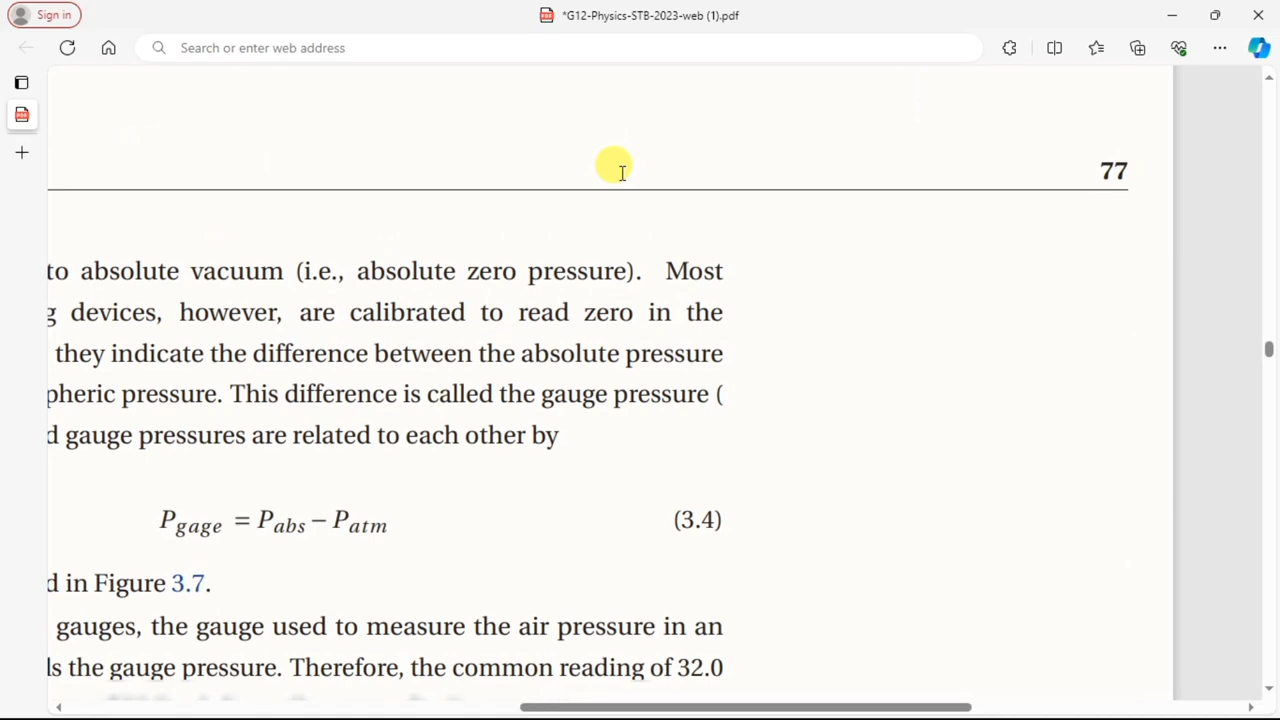 Sign in
*G12-Physics-STB-2023-web (1).pdf
Search or enter web address
77
to absolute vacuum (i.e., absolute zero pressure). Most
g devices, however, are calibrated to read zero in the
they indicate the difference between the absolute pressure
pheric pressure. This difference is called the gauge pressure (
d gauge pressures are related to each other by
P_gage = P_abs − P_atm (3.4)
d in Figure 3.7.
gauges, the gauge used to measure the air pressure in an
ls the gauge pressure. Therefore, the common reading of 32.0